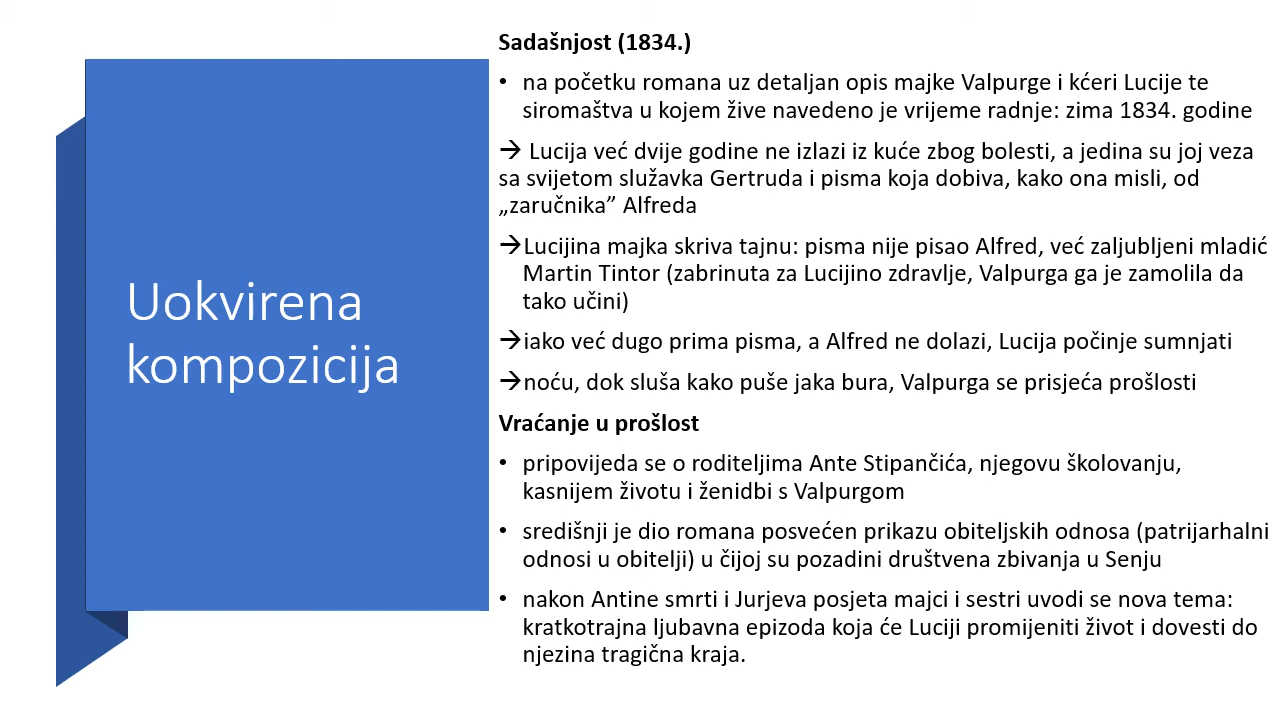 Uokvirena
kompozicija
Sadašnjost (1834.)
• na početku romana uz detaljan opis majke Valpurge i kćeri Lucije te
siromaštva u kojem žive navedeno je vrijeme radnje: zima 1834. godine
→ Lucija već dvije godine ne izlazi iz kuće zbog bolesti, a jedina su joj veza
sa svijetom služavka Gertruda i pisma koja dobiva, kako ona misli, od
„zaručnika” Alfreda
→Lucijina majka skriva tajnu: pisma nije pisao Alfred, već zaljubljeni mladić
Martin Tintor (zabrinuta za Lucijino zdravlje, Valpurga ga je zamolila da
tako učini)
→iako već dugo prima pisma, a Alfred ne dolazi, Lucija počinje sumnjati
→noću, dok sluša kako puše jaka bura, Valpurga se prisjeća prošlosti
Vraćanje u prošlost
• pripovijeda se o roditeljima Ante Stipančića, njegovu školovanju,
kasnijem životu i ženidbi s Valpurgom
• središnji je dio romana posvećen prikazu obiteljskih odnosa (patrijarhalni
odnosi u obitelji) u čijoj su pozadini društvena zbivanja u Senju
• nakon Antine smrti i Jurjeva posjeta majci i sestri uvodi se nova tema:
kratkotrajna ljubavna epizoda koja će Luciji promijeniti život i dovesti do
njezina tragična kraja.